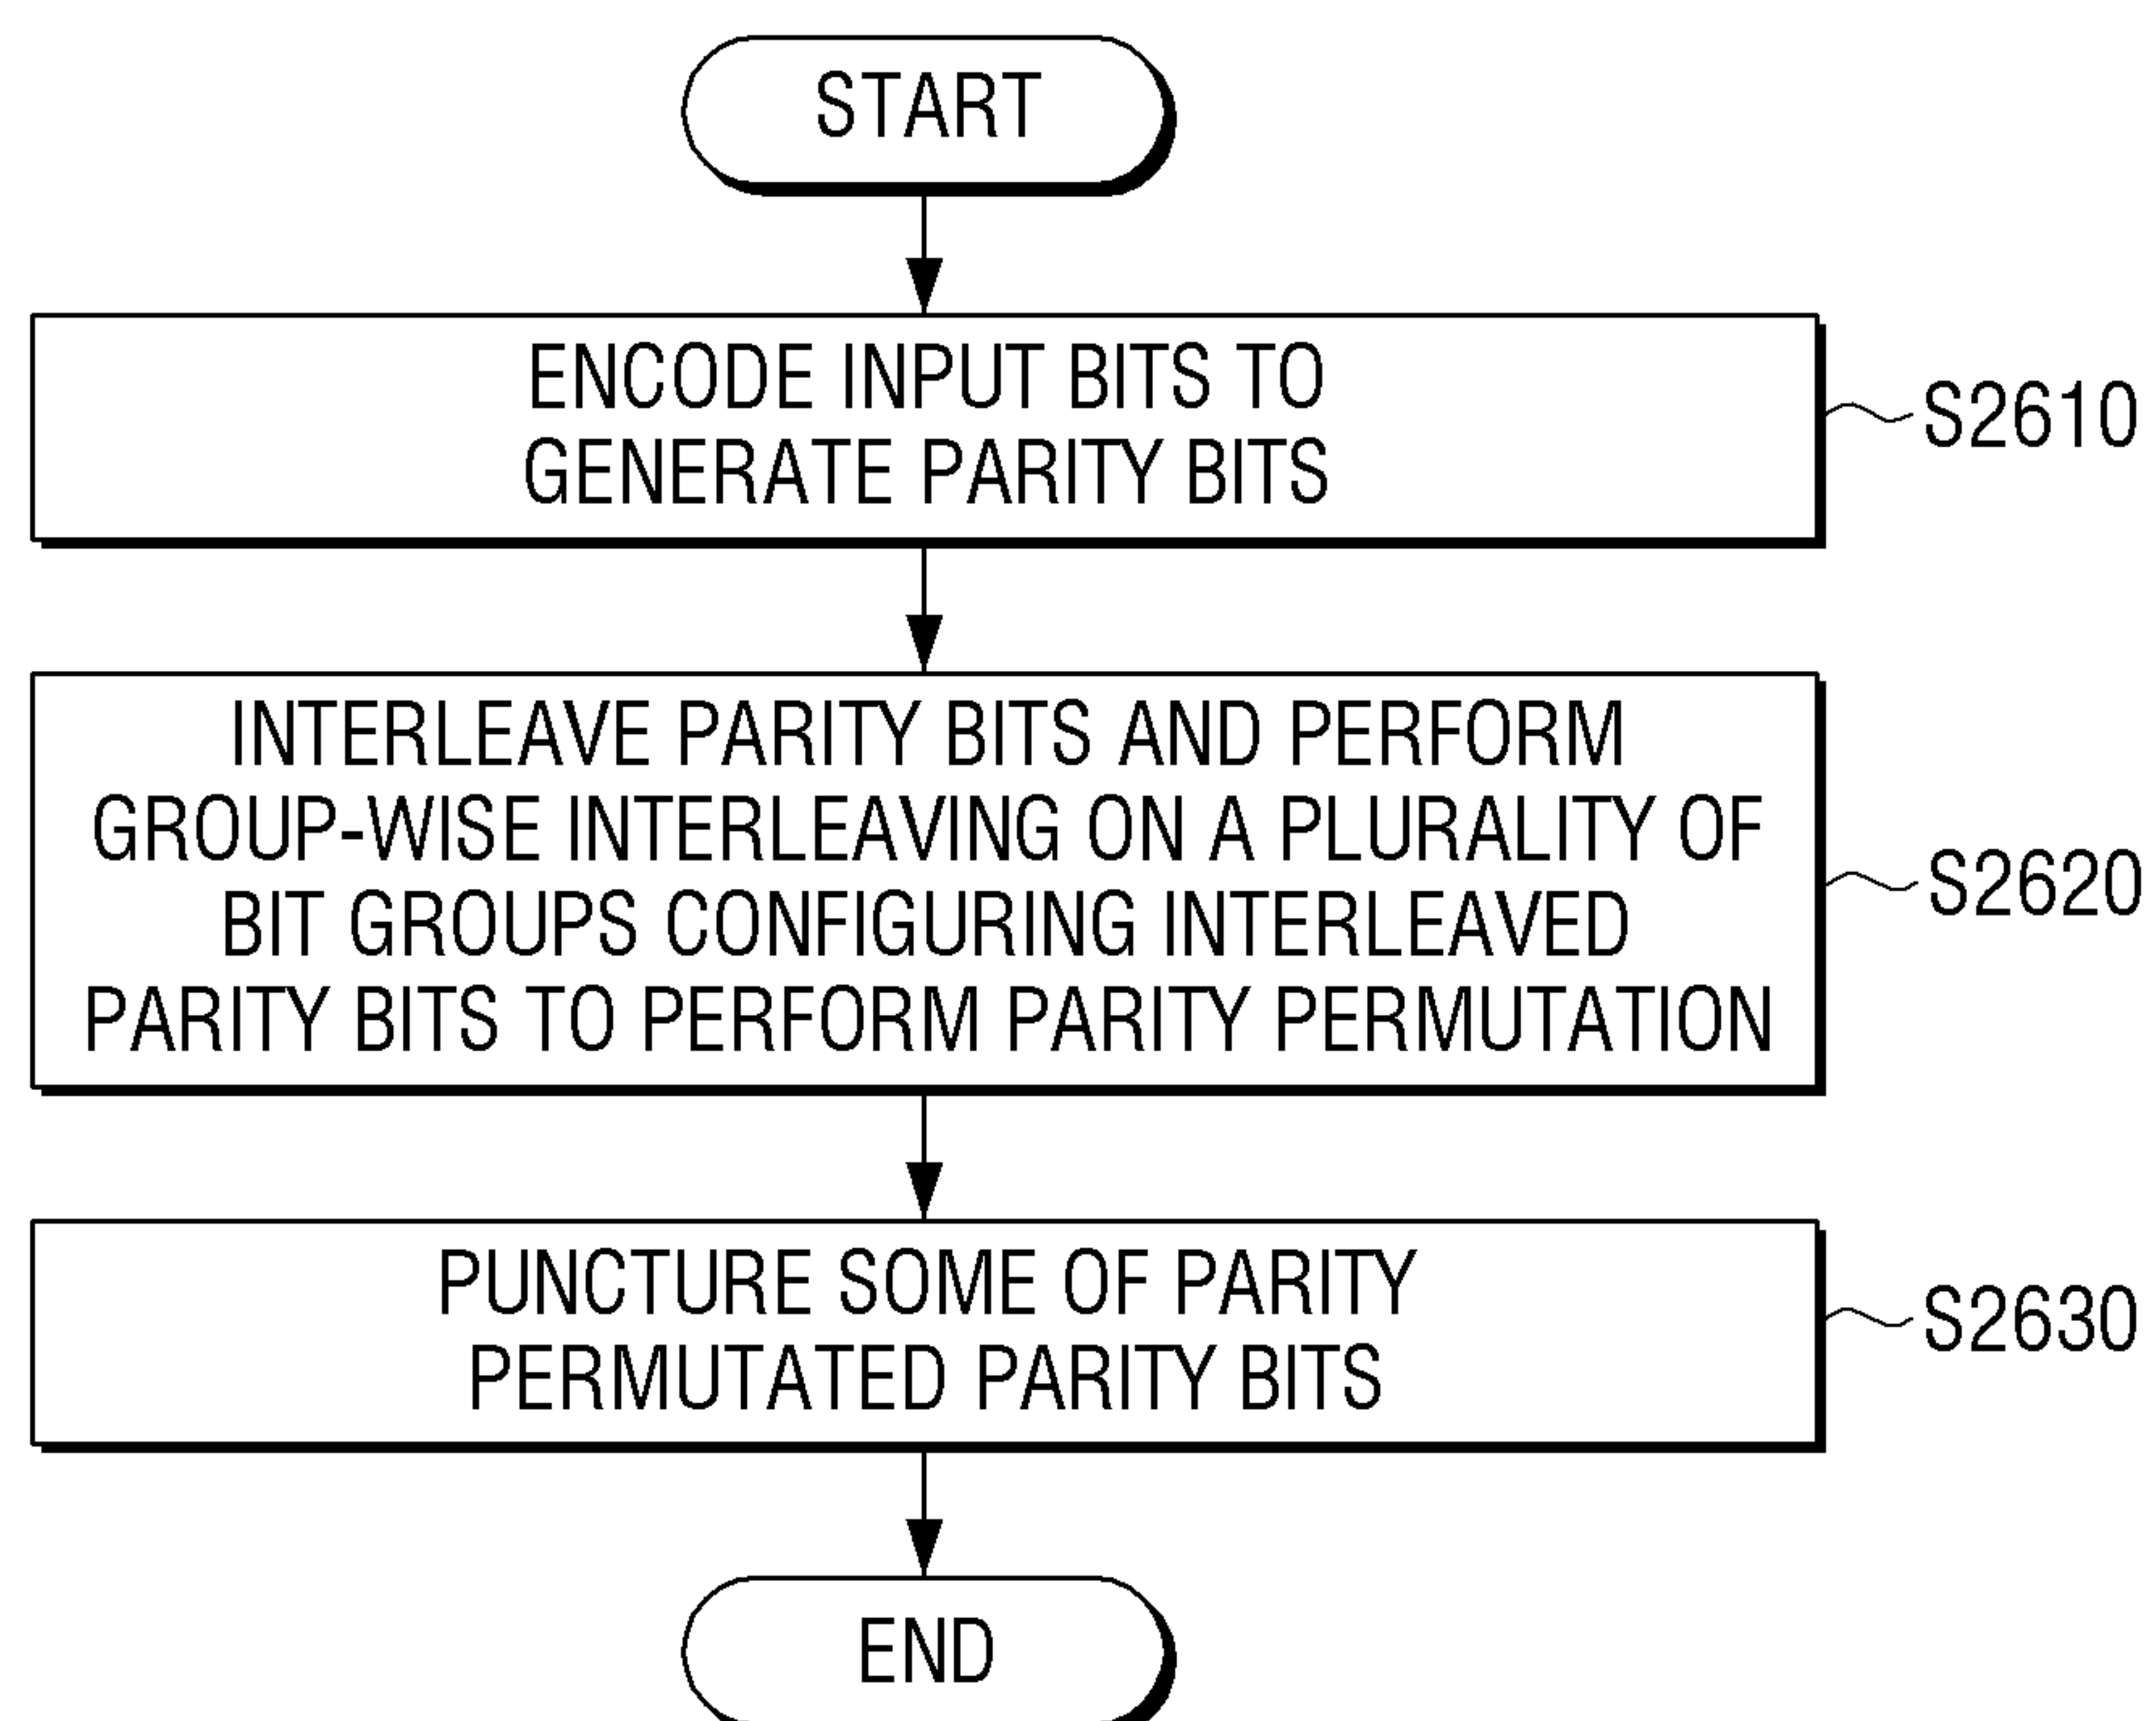 START
ENCODE INPUT BITS TO
GENERATE PARITY BITS
S2610
INTERLEAVE PARITY BITS AND PERFORM
GROUP-WISE INTERLEAVING ON A PLURALITY OF
BIT GROUPS CONFIGURING INTERLEAVED
PARITY BITS TO PERFORM PARITY PERMUTATION
S2620
PUNCTURE SOME OF PARITY
PERMUTATED PARITY BITS
S2630
END